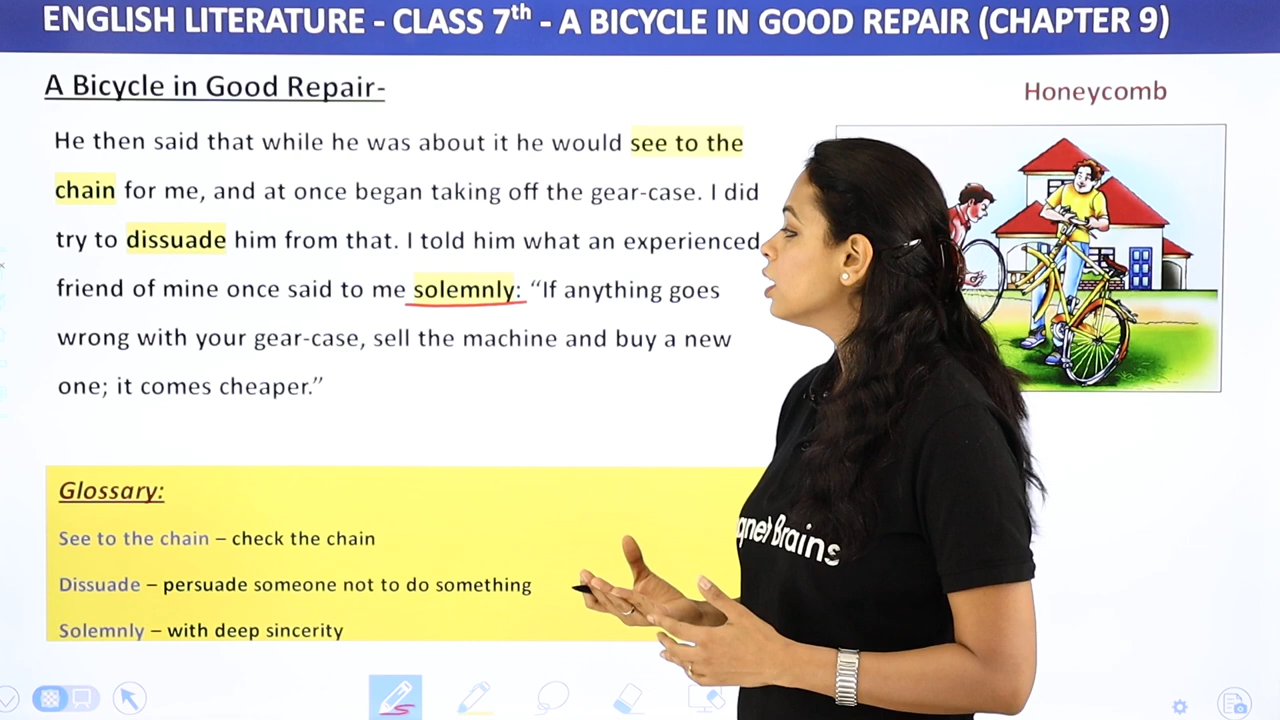 ENGLISH LITERATURE - CLASS 7th - A BICYCLE IN GOOD REPAIR (CHAPTER 9)
A Bicycle in Good Repair-
Honeycomb
He then said that while he was about it he would see to the
chain for me, and at once began taking off the gear-case. I did
try to dissuade him from that. I told him what an experienced
friend of mine once said to me solemnly: “If anything goes
wrong with your gear-case, sell the machine and buy a new
one; it comes cheaper.”
Glossary:
See to the chain – check the chain
Dissuade – persuade someone not to do something
Solemnly – with deep sincerity
Brains